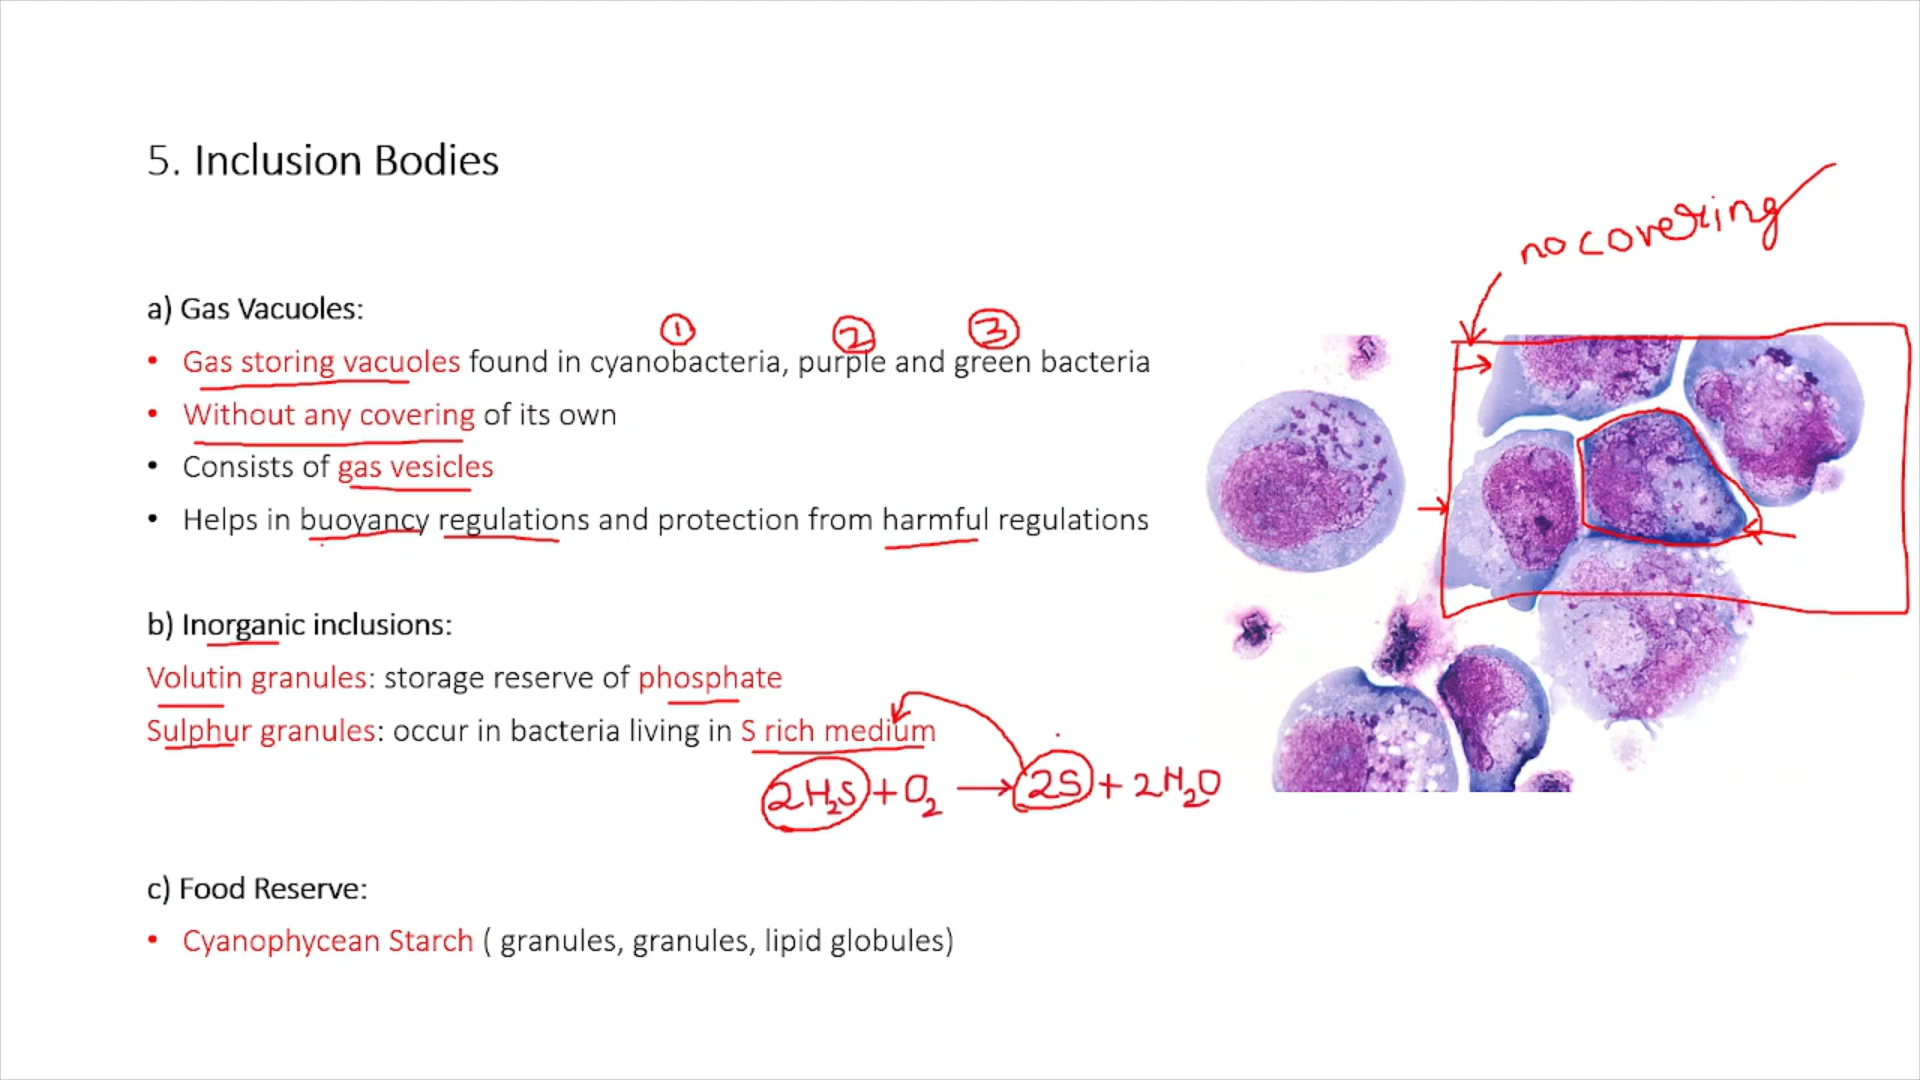 5. Inclusion Bodies
no covering
a) Gas Vacuoles:
1 2 3
• Gas storing vacuoles found in cyanobacteria, purple and green bacteria
• Without any covering of its own
• Consists of gas vesicles
• Helps in buoyancy regulations and protection from harmful regulations
b) Inorganic inclusions:
Volutin granules: storage reserve of phosphate
Sulphur granules: occur in bacteria living in S rich medium
2H₂S + O₂ → 2S + 2H₂O
c) Food Reserve:
• Cyanophycean Starch ( granules, granules, lipid globules)